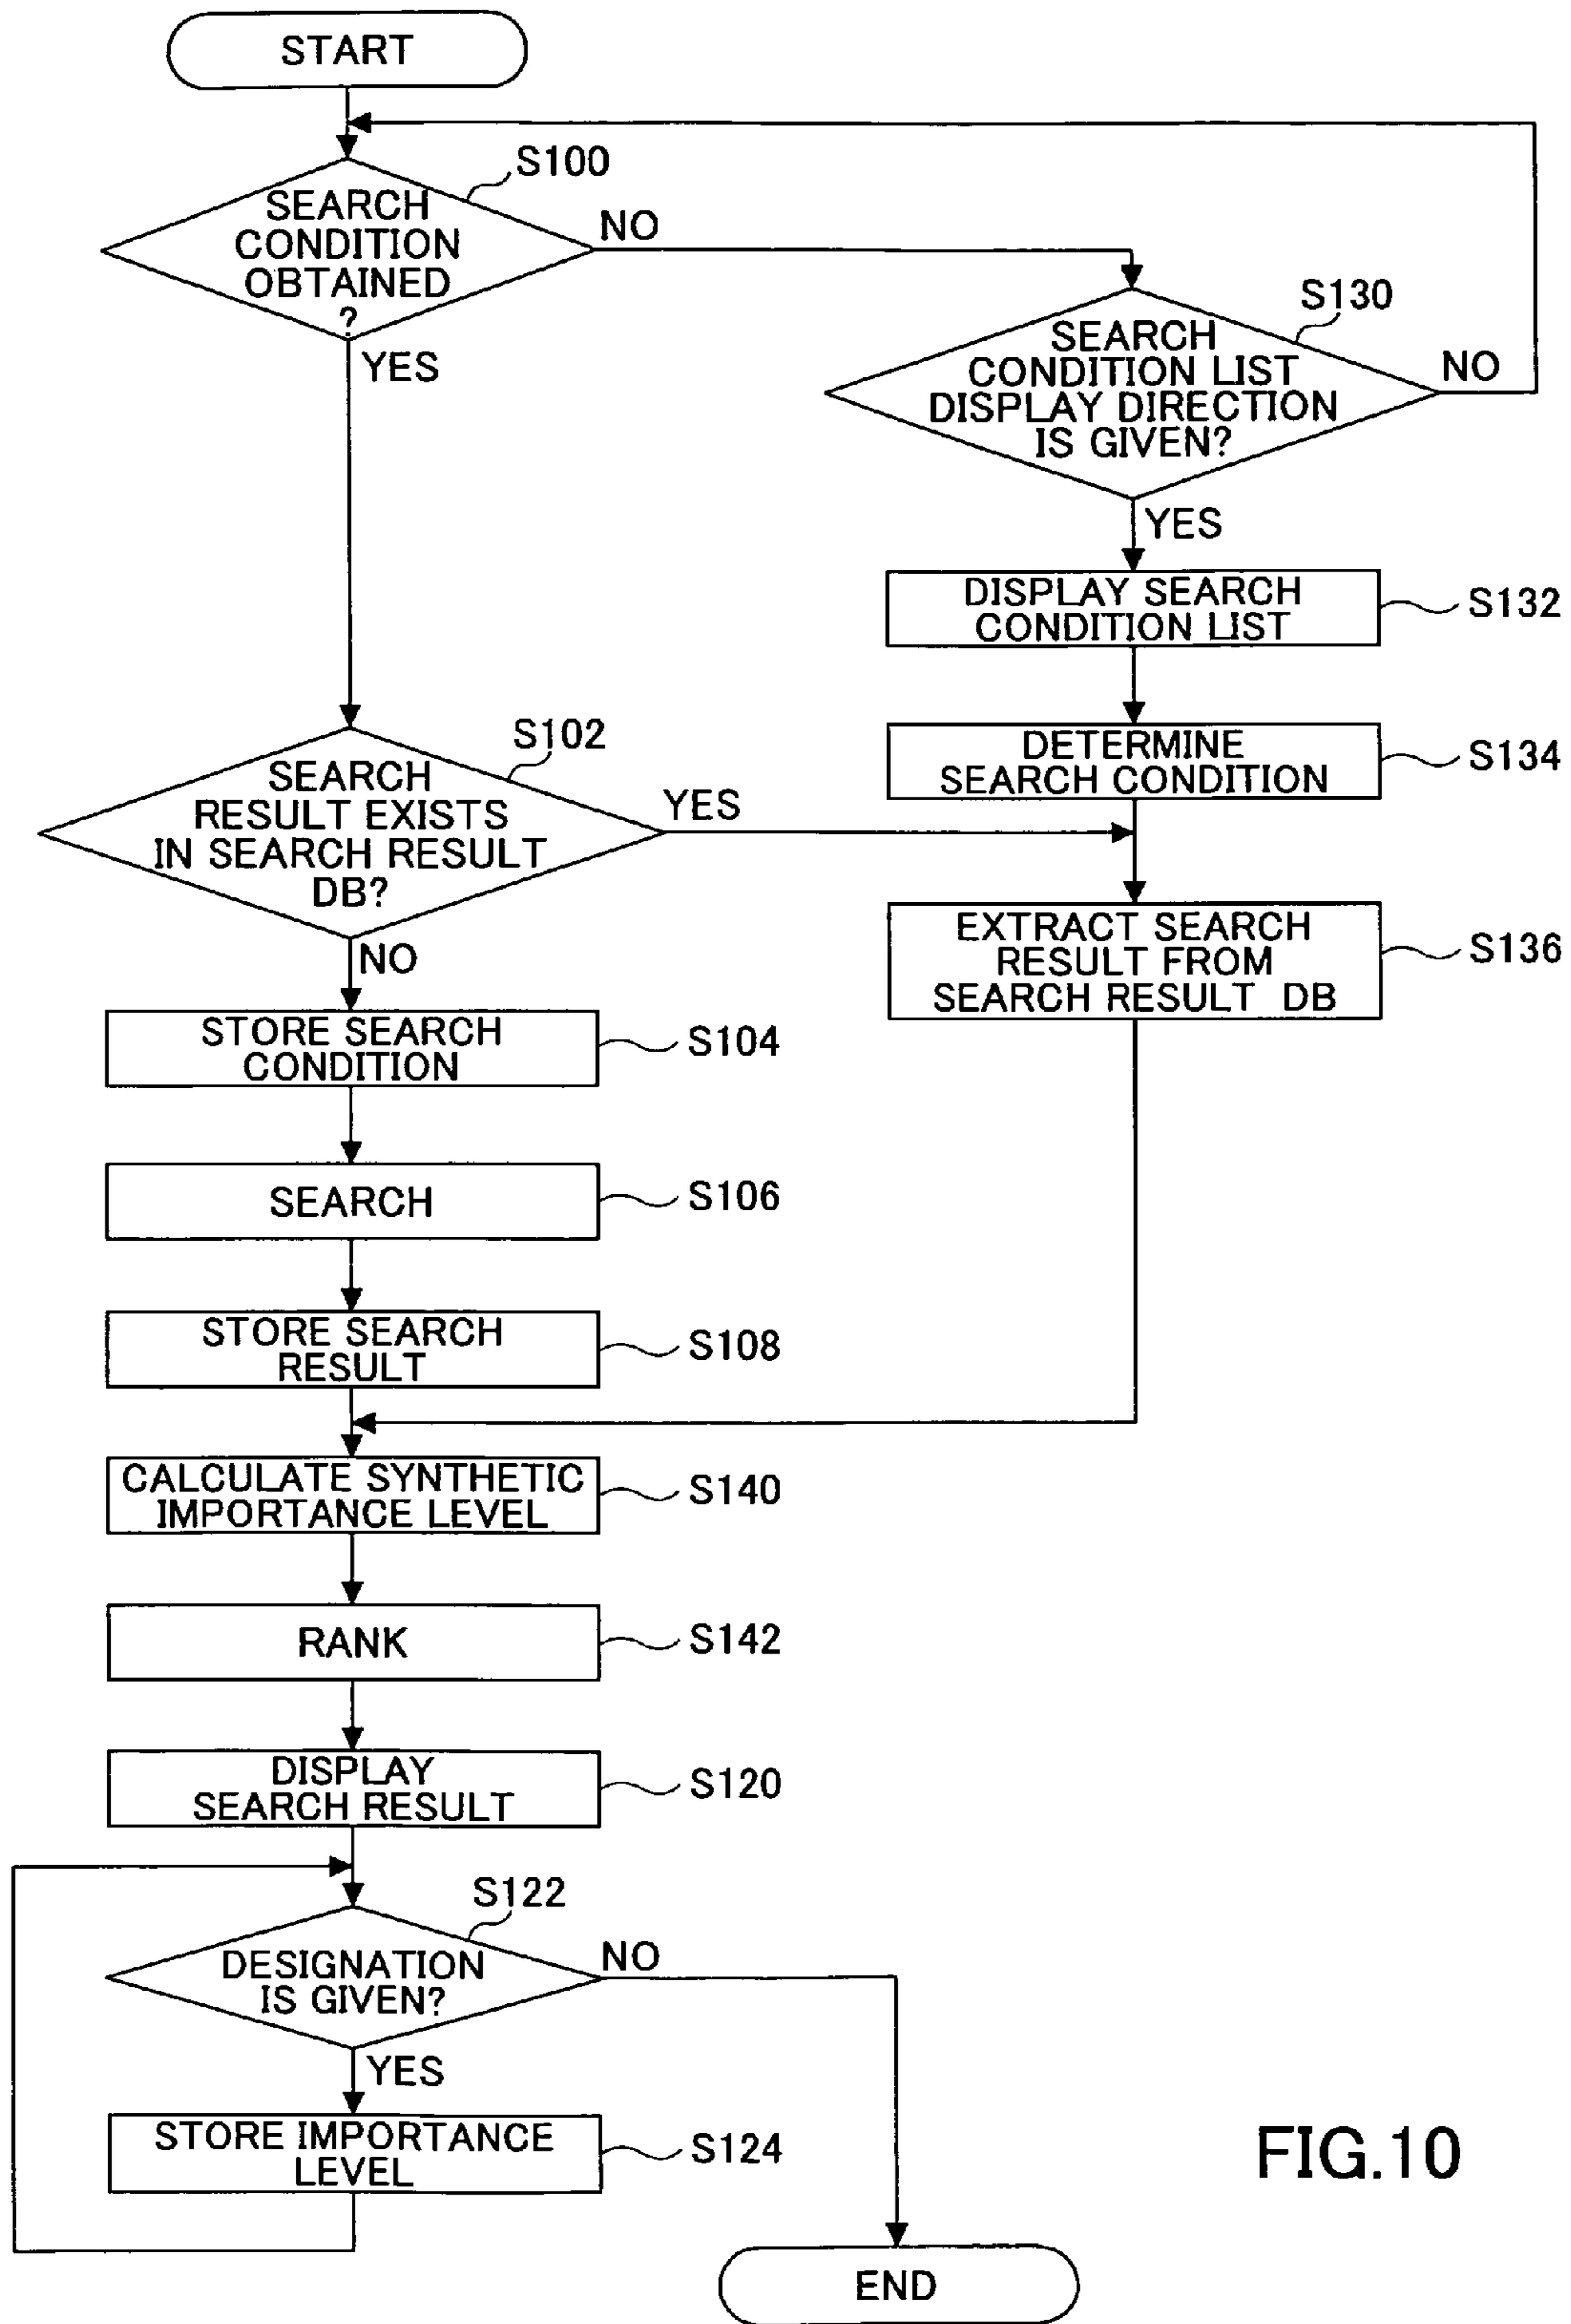 START
S100
SEARCH
CONDITION
OBTAINED
?
NO
YES
S130
SEARCH
CONDITION LIST
DISPLAY DIRECTION
IS GIVEN?
NO
YES
DISPLAY SEARCH
CONDITION LIST
S132
DETERMINE
SEARCH CONDITION
S134
S102
SEARCH
RESULT EXISTS
IN SEARCH RESULT
DB?
YES
NO
EXTRACT SEARCH
RESULT FROM
SEARCH RESULT DB
S136
STORE SEARCH
CONDITION
S104
SEARCH
S106
STORE SEARCH
RESULT
S108
CALCULATE SYNTHETIC
IMPORTANCE LEVEL
S140
RANK
S142
DISPLAY
SEARCH RESULT
S120
S122
DESIGNATION
IS GIVEN?
NO
YES
STORE IMPORTANCE
LEVEL
S124
END
FIG.10